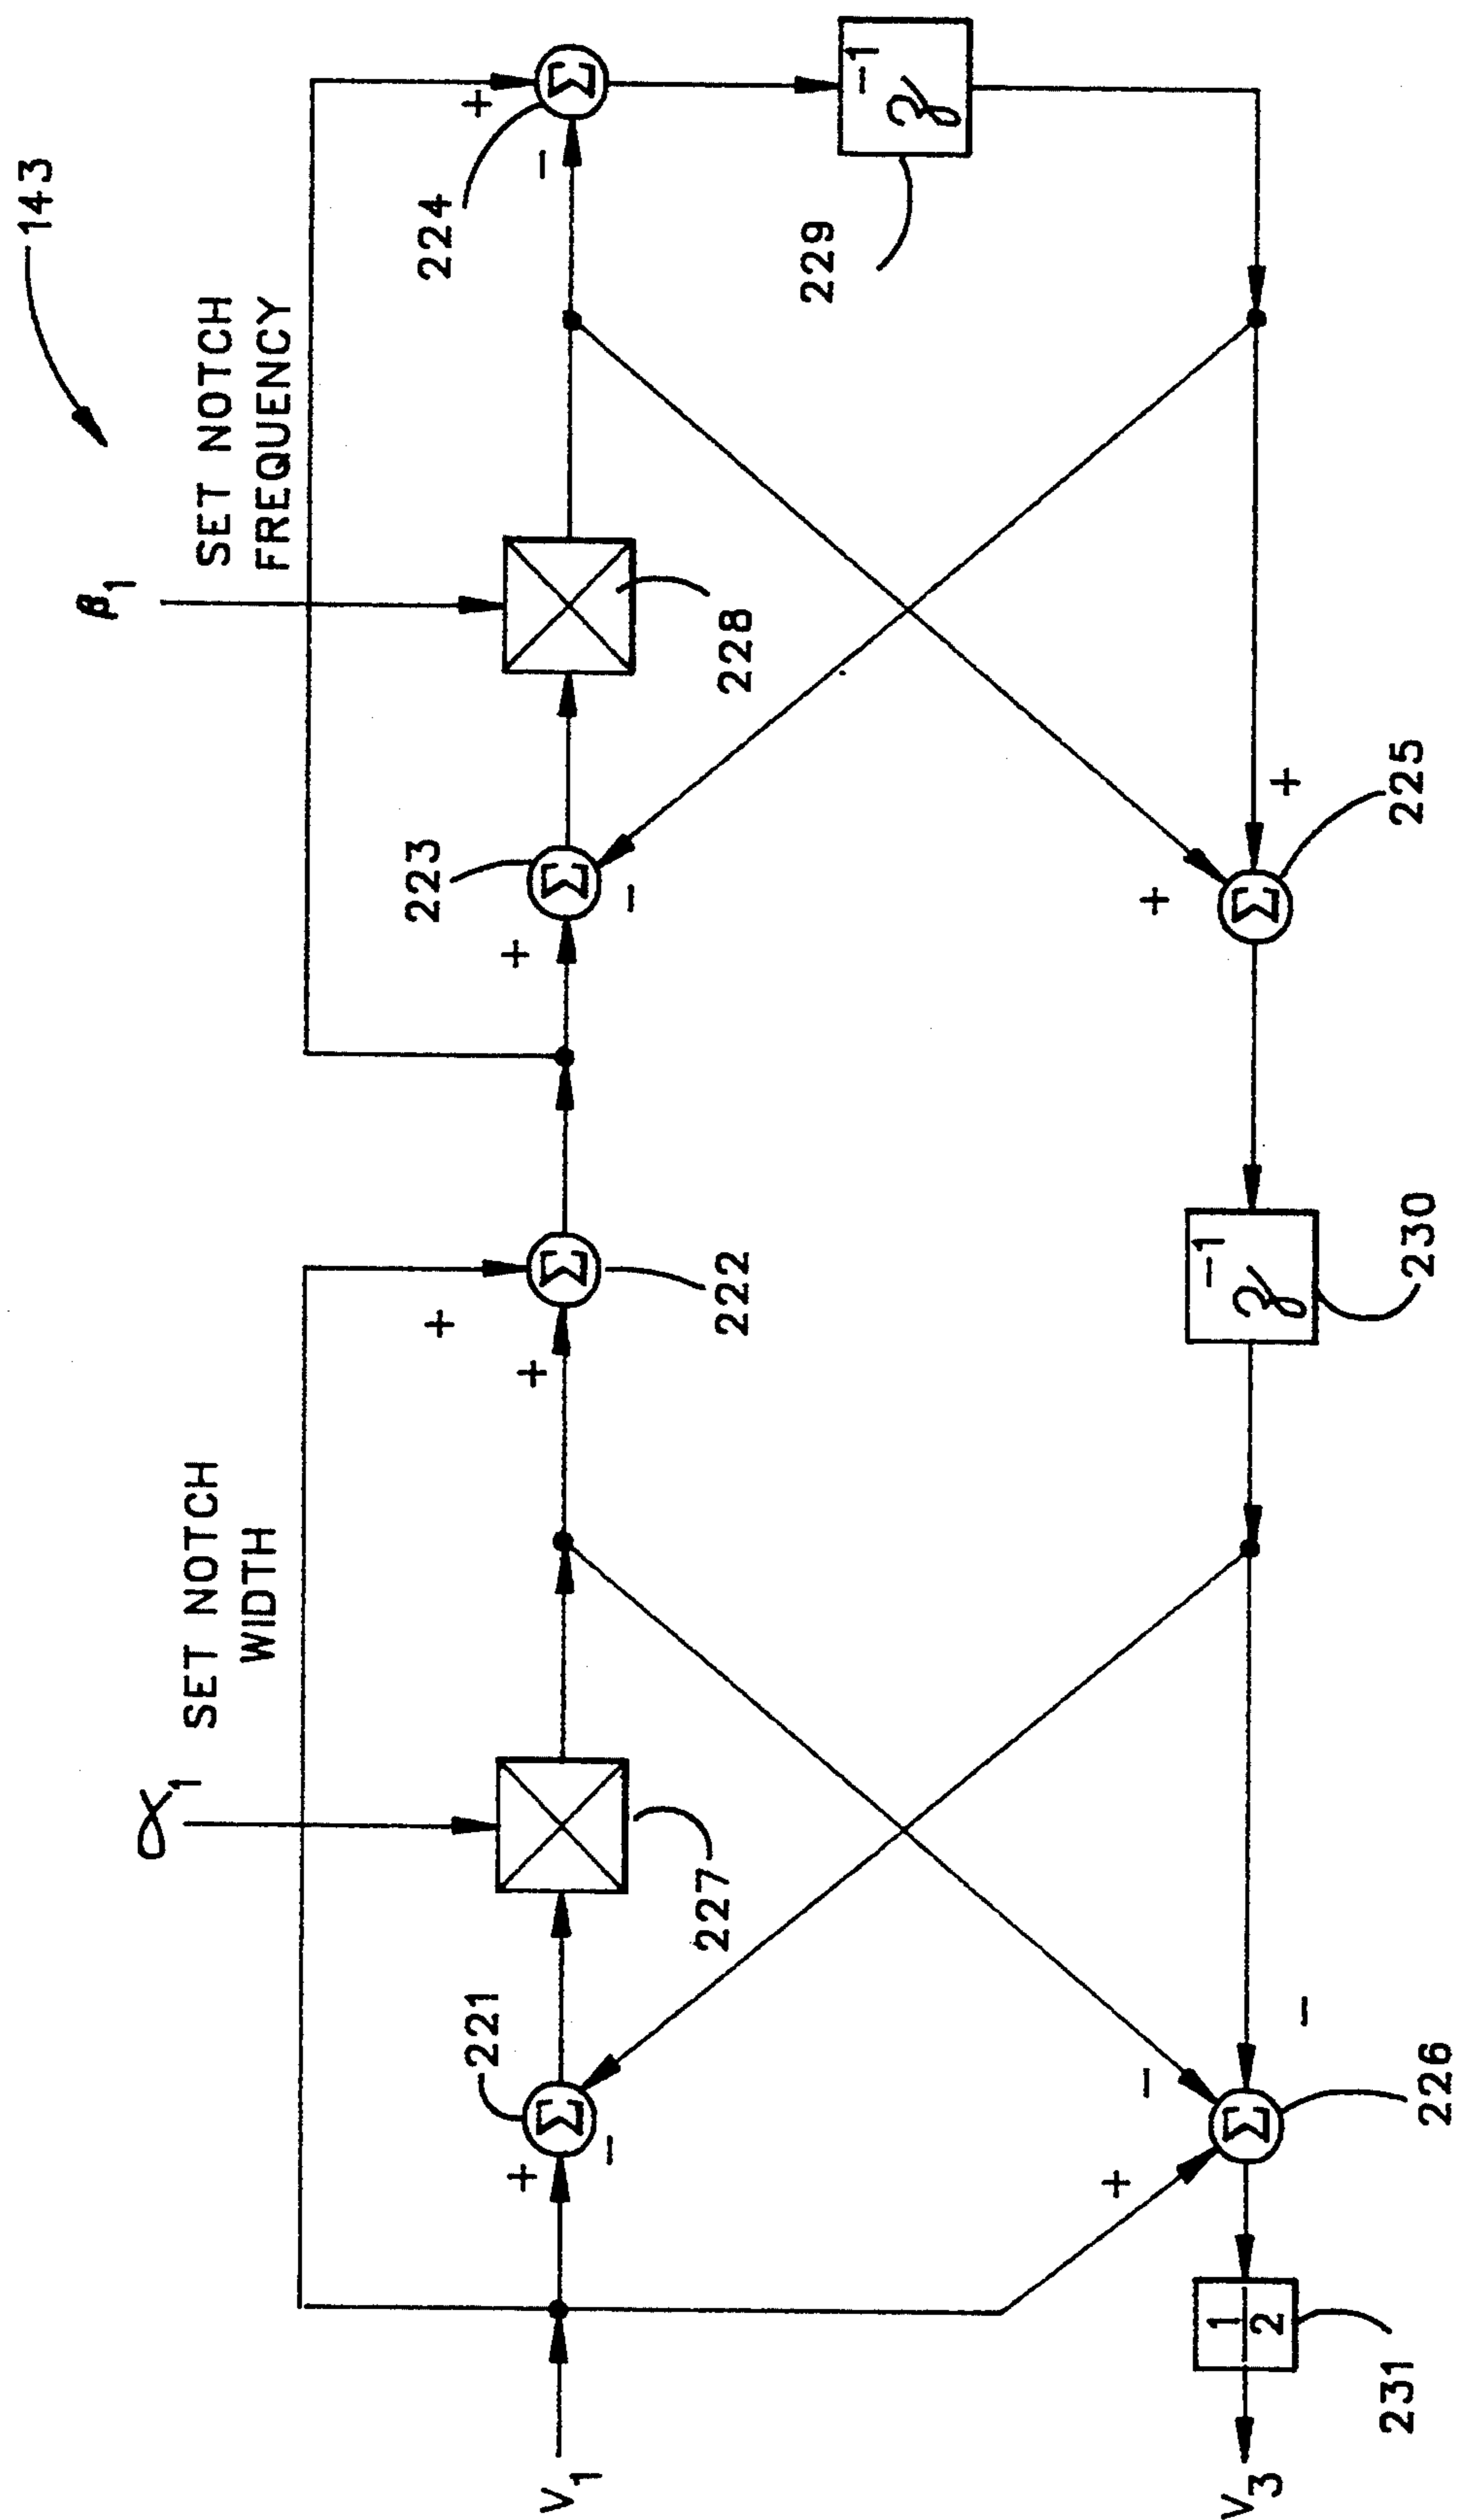 143
β₁
α₁
SET NOTCH
WIDTH
SET NOTCH
FREQUENCY
+
+
224
223
221
+
+
+
−
V₁
Σ
Σ
Σ
Σ
−
−
227
222
228
229
z⁻¹
+
−
+
−
+
V₃
1/2
Σ
z⁻¹
Σ
231
226
230
225